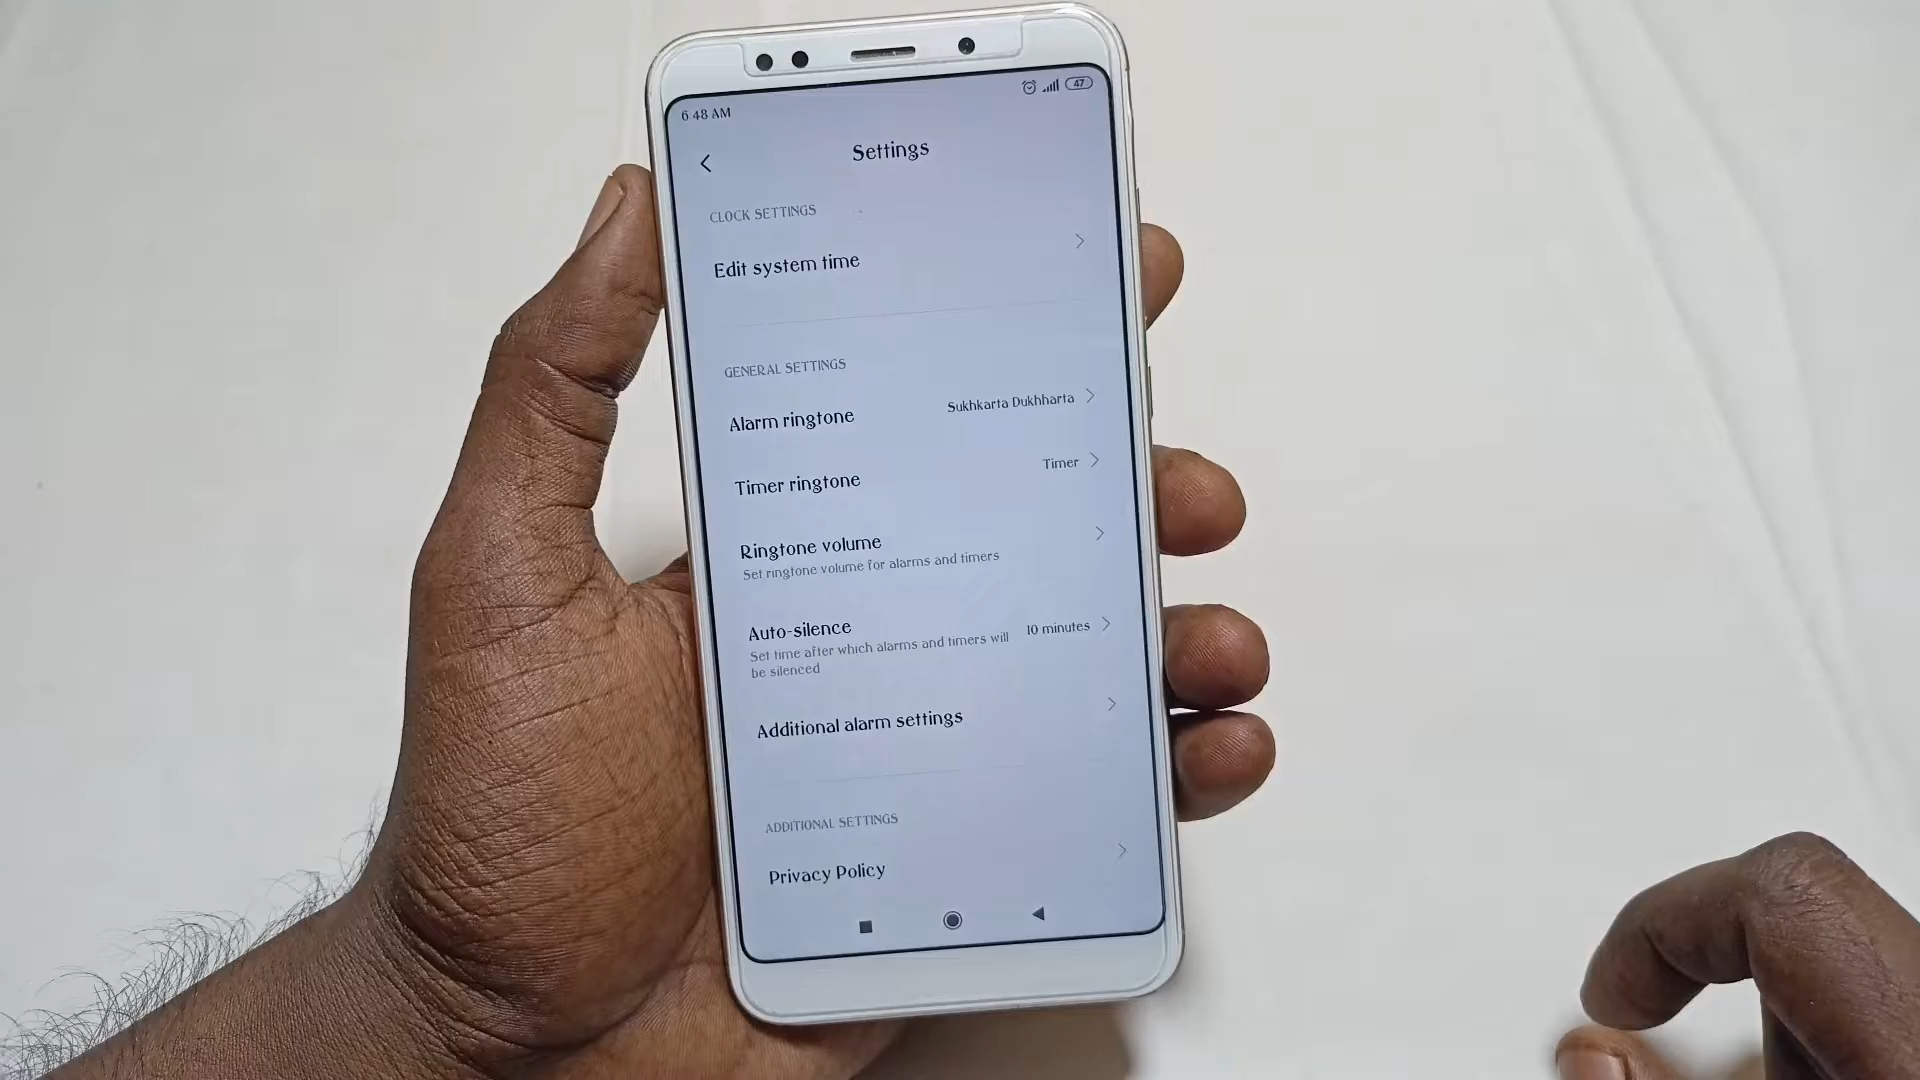 6 48 AM
47
Settings
CLOCK SETTINGS
Edit system time
GENERAL SETTINGS
Alarm ringtone
Sukhkarta Dukhharta
Timer ringtone
Timer
Ringtone volume
Set ringtone volume for alarms and timers
Auto-silence
10 minutes
Set time after which alarms and timers will
be silenced
Additional alarm settings
ADDITIONAL SETTINGS
Privacy Policy